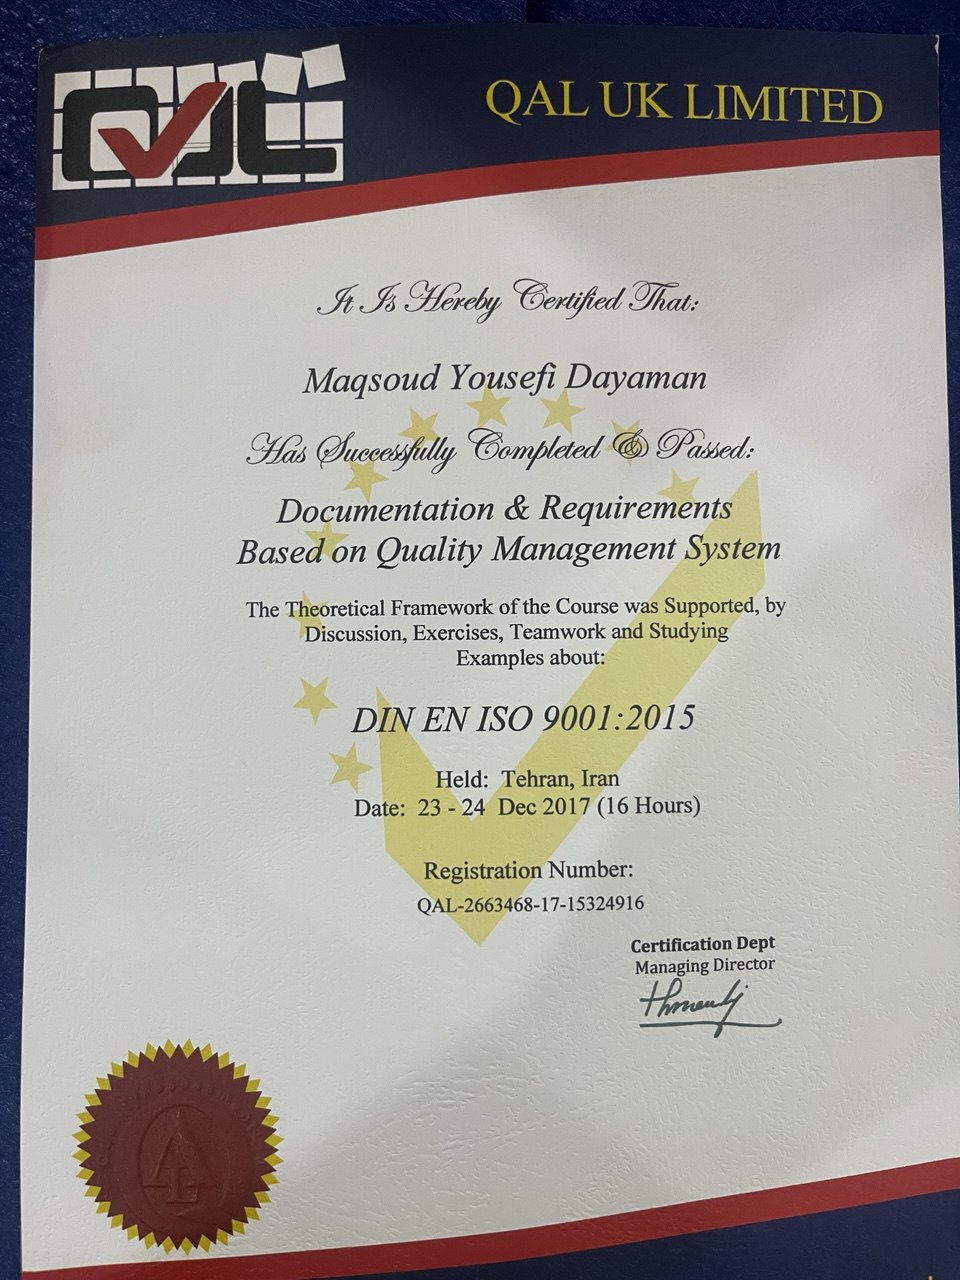 QAL
QAL UK LIMITED
It Is Hereby Certified That:
Maqsoud Yousefi Dayaman
Has Successfully Completed & Passed:
Documentation & Requirements
Based on Quality Management System
The Theoretical Framework of the Course was Supported, by
Discussion, Exercises, Teamwork and Studying
Examples about:
DIN EN ISO 9001:2015
Held: Tehran, Iran
Date: 23 - 24 Dec 2017 (16 Hours)
Registration Number:
QAL-2663468-17-15324916
Certification Dept
Managing Director